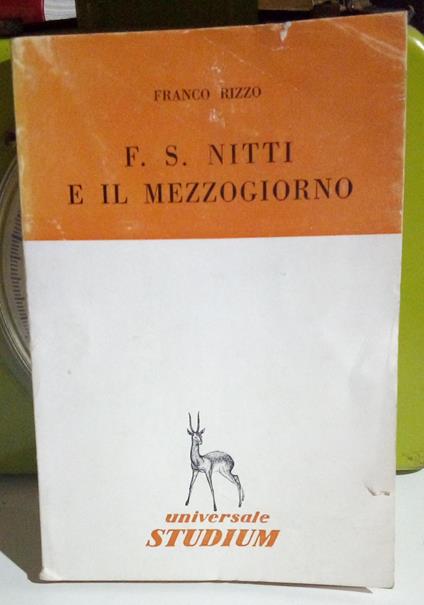 FRANCO RIZZO
F. S. NITTI
E IL MEZZOGIORNO
universale
STUDIUM